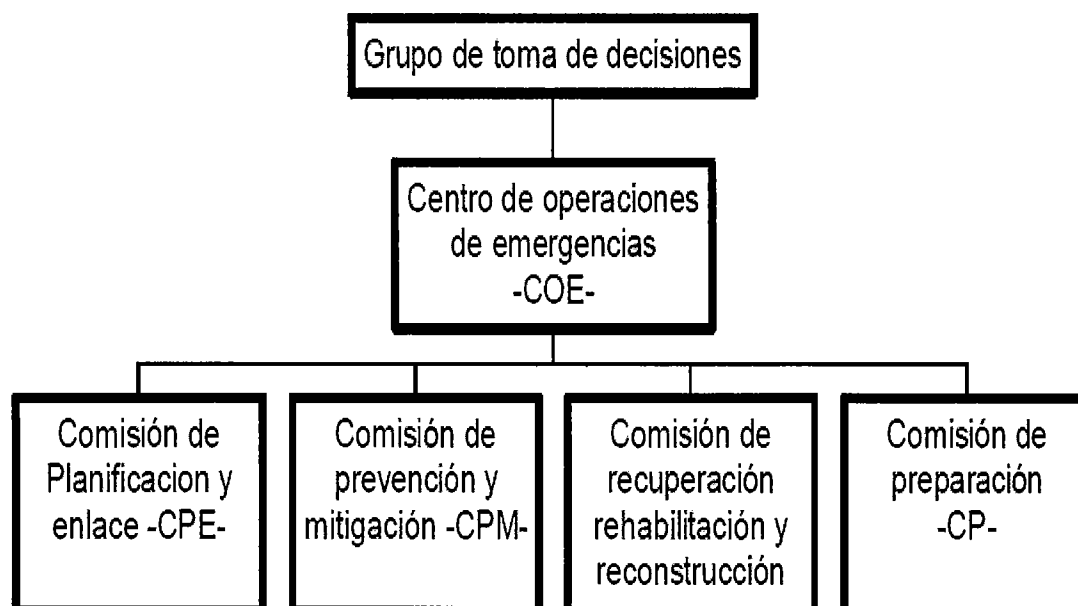 Grupo de toma de decisiones
Centro de operaciones
de emergencias
-COE-
Comisión de
Planificacion y
enlace -CPE-
Comisión de
prevención y
mitigación -CPM-
Comisión de
recuperación
rehabilitación y
reconstrucción
Comisión de
preparación
-CP-